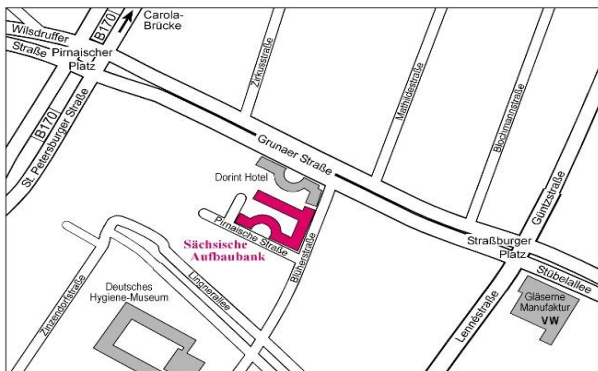 Carola-
Brücke
B170
Wilsdruffer
Straße
Pirnaischer
Platz
B170
St. Petersburger Straße
Zirkusstraße
Mathildestraße
Blochmannstraße
Güntzstraße
Grunaer Straße
Dorint Hotel
Pirnaische Straße
Sächsische
Aufbaubank
Blüherstraße
Straßburger
Platz
Stübelallee
Lingnerallee
Zinzendorfstraße
Deutsches
Hygiene-Museum
Lennéstraße
Gläserne
Manufaktur
VW